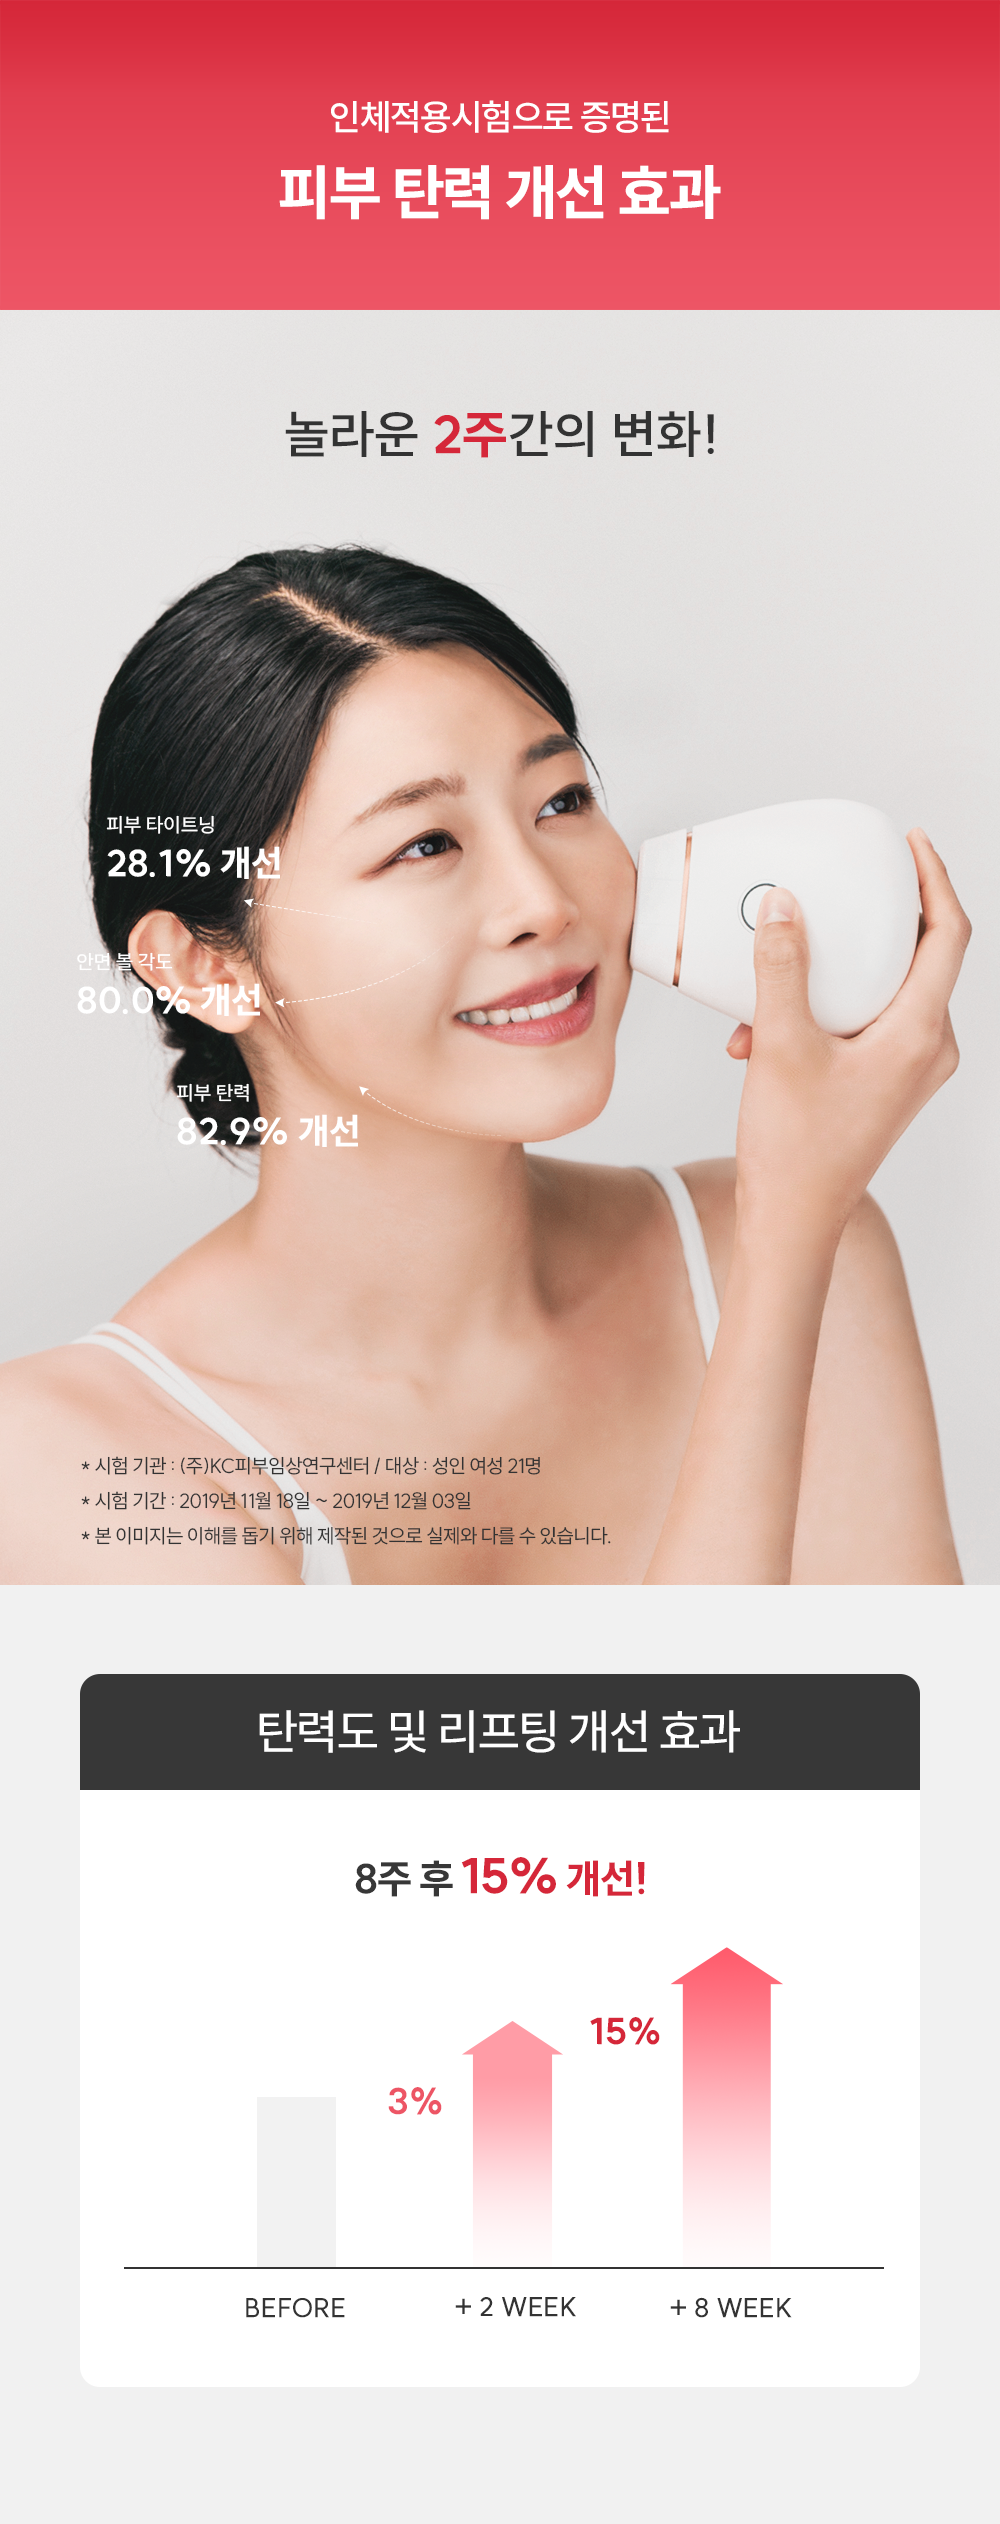 인체적용시험으로 증명된
피부 탄력 개선 효과
놀라운 2주간의 변화!
피부 타이트닝
28.1% 개선
안면 볼 각도
80.0% 개선
피부 탄력
82.9% 개선
* 시험 기관 : (주)KC피부임상연구센터 / 대상 : 성인 여성 21명
* 시험 기간 : 2019년 11월 18일 ~ 2019년 12월 03일
* 본 이미지는 이해를 돕기 위해 제작된 것으로 실제와 다를 수 있습니다.
탄력도 및 리프팅 개선 효과
8주 후 15% 개선!
15%
3%
BEFORE
+ 2 WEEK
+ 8 WEEK